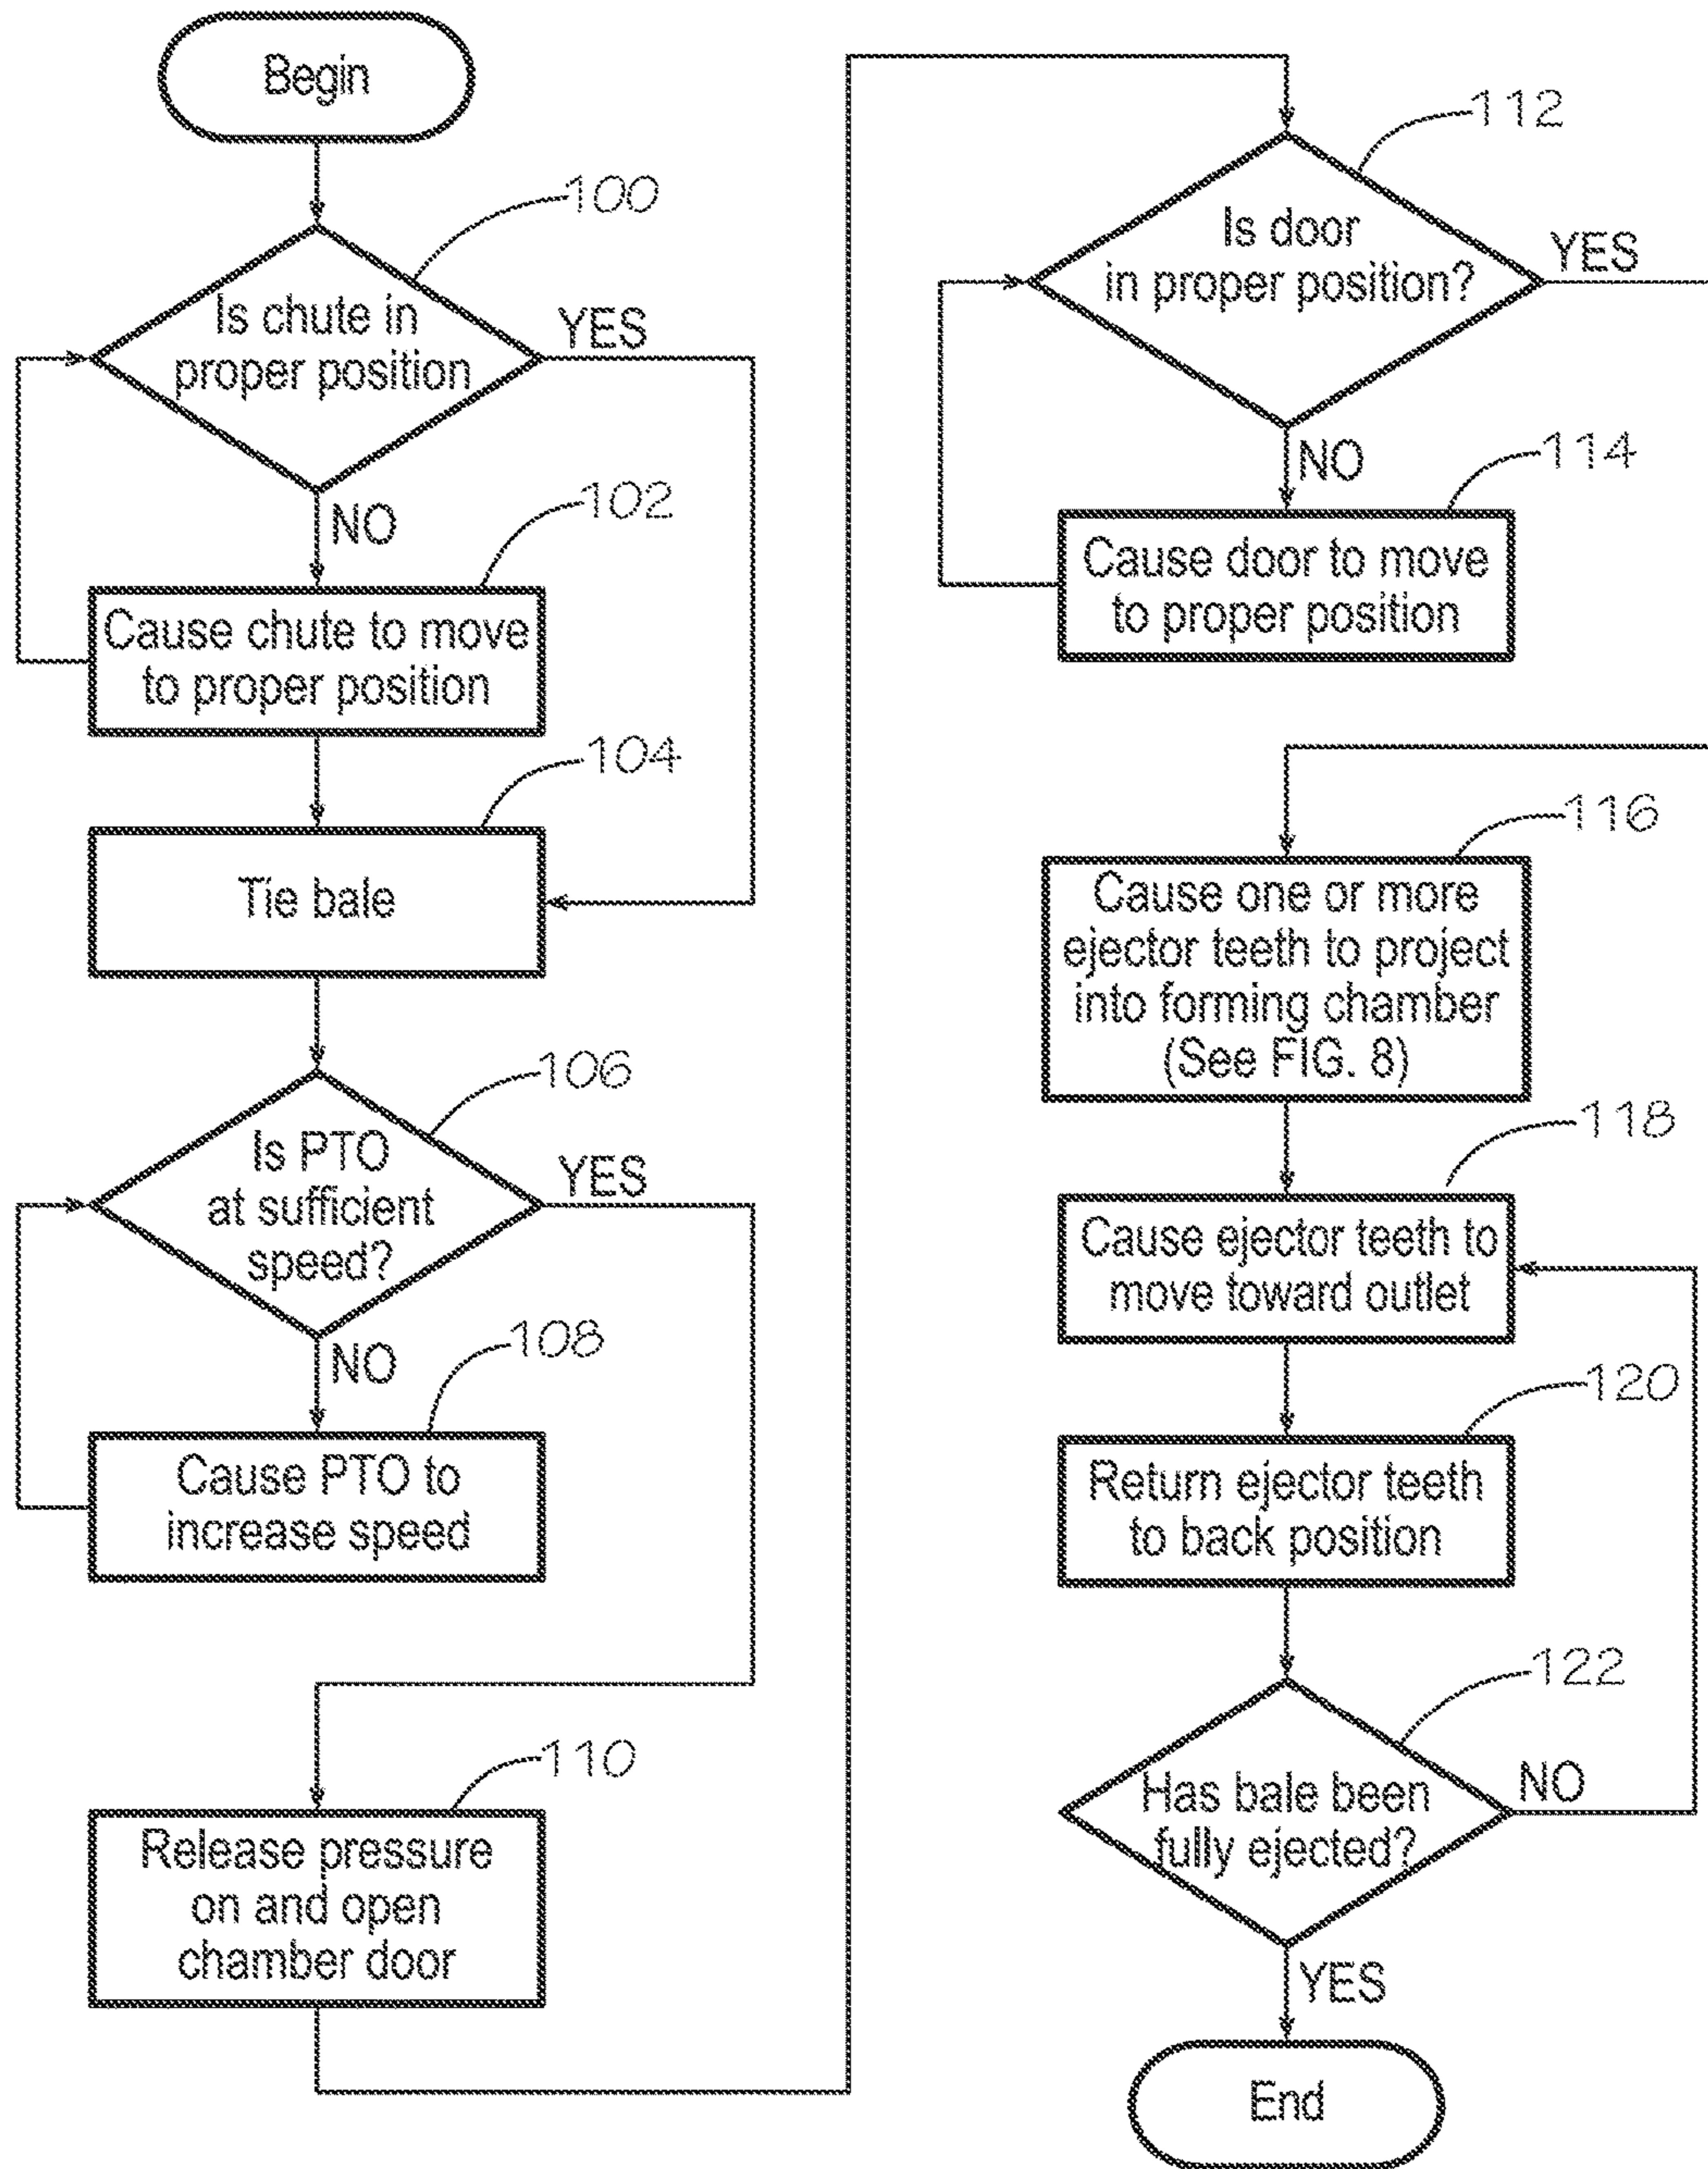 Begin
100
Is chute in
proper position
YES
NO
102
Cause chute to move
to proper position
104
Tie bale
106
Is PTO
at sufficient
speed?
YES
NO
108
Cause PTO to
increase speed
110
Release pressure
on and open
chamber door
112
Is door
in proper position?
YES
NO
114
Cause door to move
to proper position
116
Cause one or more
ejector teeth to project
into forming chamber
(See FIG. 8)
118
Cause ejector teeth to
move toward outlet
120
Return ejector teeth
to back position
122
Has bale been
fully ejected?
NO
YES
End